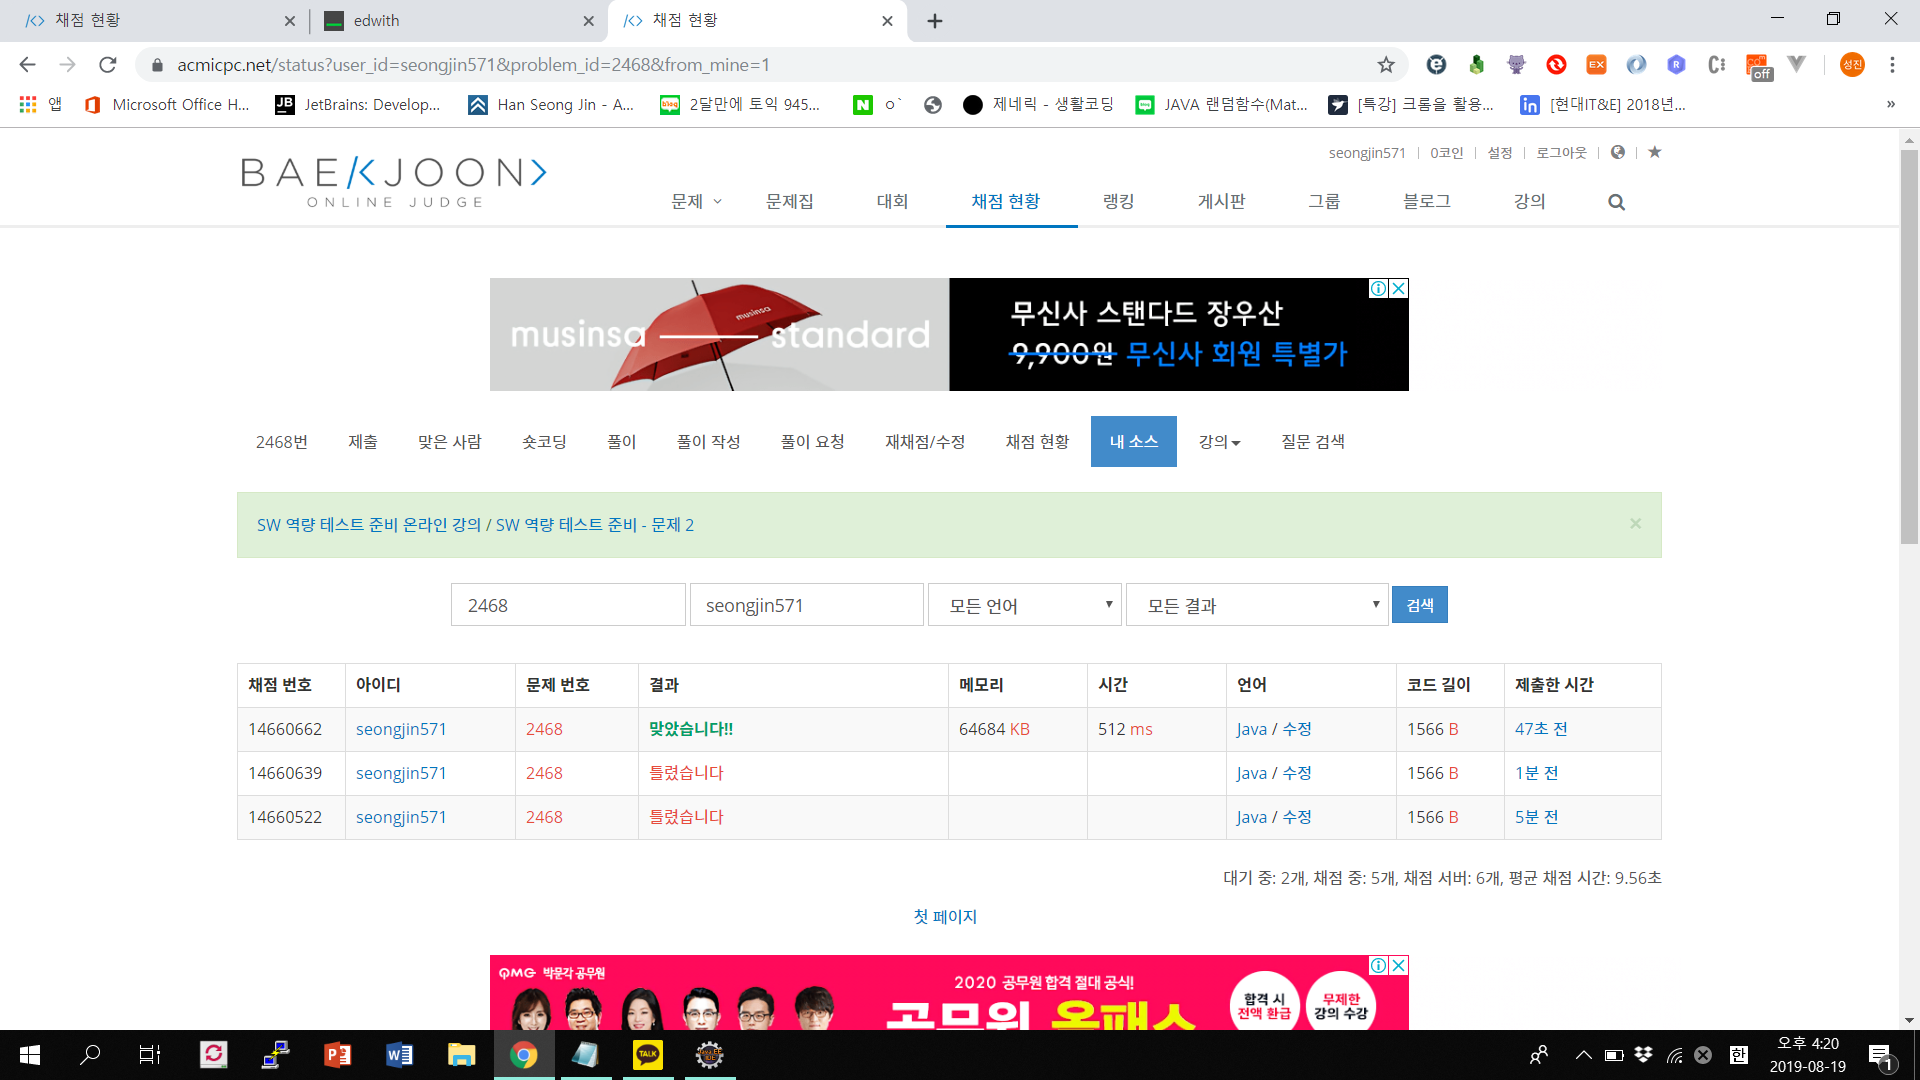 채점 현황
edwith
채점 현황
acmicpc.net/status?user_id=seongjin571&problem_id=2468&from_mine=1
EX
R
off
성진
앱
Microsoft Office H...
JB
JetBrains: Develop...
Han Seong Jin - A...
blog
2달만에 토익 945...
N
ㅇ`
제네릭 - 생활코딩
JAVA 랜덤함수(Mat...
[특강] 크롬을 활용...
in
[현대IT&E] 2018년...
»
seongjin571
0코인
설정
로그아웃
BAEKJOON
ONLINE JUDGE
문제
문제집
대회
채점 현황
랭킹
게시판
그룹
블로그
강의
musinsa standard
musinsa
무신사 스탠다드 장우산
9,900원 무신사 회원 특별가
2468번
제출
맞은 사람
숏코딩
풀이
풀이 작성
풀이 요청
재채점/수정
채점 현황
내 소스
강의
질문 검색
SW 역량 테스트 준비 온라인 강의 / SW 역량 테스트 준비 - 문제 2
×
2468
seongjin571
모든 언어
모든 결과
검색
채점 번호 아이디 문제 번호 결과 메모리 시간 언어 코드 길이 제출한 시간
14660662 seongjin571 2468 맞았습니다!! 64684 KB 512 ms Java / 수정 1566 B 47초 전
14660639 seongjin571 2468 틀렸습니다 Java / 수정 1566 B 1분 전
14660522 seongjin571 2468 틀렸습니다 Java / 수정 1566 B 5분 전
대기 중: 2개, 채점 중: 5개, 채점 서버: 6개, 평균 채점 시간: 9.56초
첫 페이지
QMG 박문각 공무원
2020 공무원 합격 절대 공식!
공무원 올패스
합격 시
전액 환급
무제한
강의 수강
TALK
한
오후 4:20
2019-08-19
1